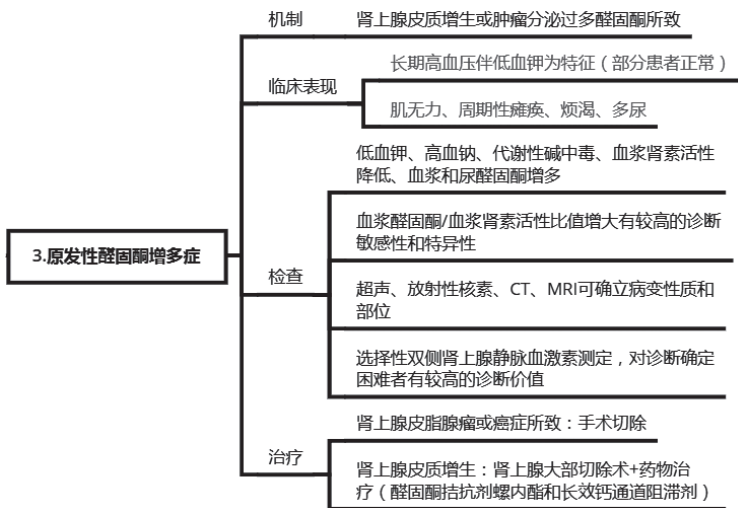 3.原发性醛固酮增多症
机制
肾上腺皮质增生或肿瘤分泌过多醛固酮所致
临床表现
长期高血压伴低血钾为特征（部分患者正常）
肌无力、周期性瘫痪、烦渴、多尿
检查
低血钾、高血钠、代谢性碱中毒、血浆肾素活性
降低、血浆和尿醛固酮增多
血浆醛固酮/血浆肾素活性比值增大有较高的诊断
敏感性和特异性
超声、放射性核素、CT、MRI可确立病变性质和
部位
选择性双侧肾上腺静脉血激素测定，对诊断确定
困难者有较高的诊断价值
治疗
肾上腺皮脂腺瘤或癌症所致：手术切除
肾上腺皮质增生：肾上腺大部切除术+药物治
疗（醛固酮拮抗剂螺内酯和长效钙通道阻滞剂）